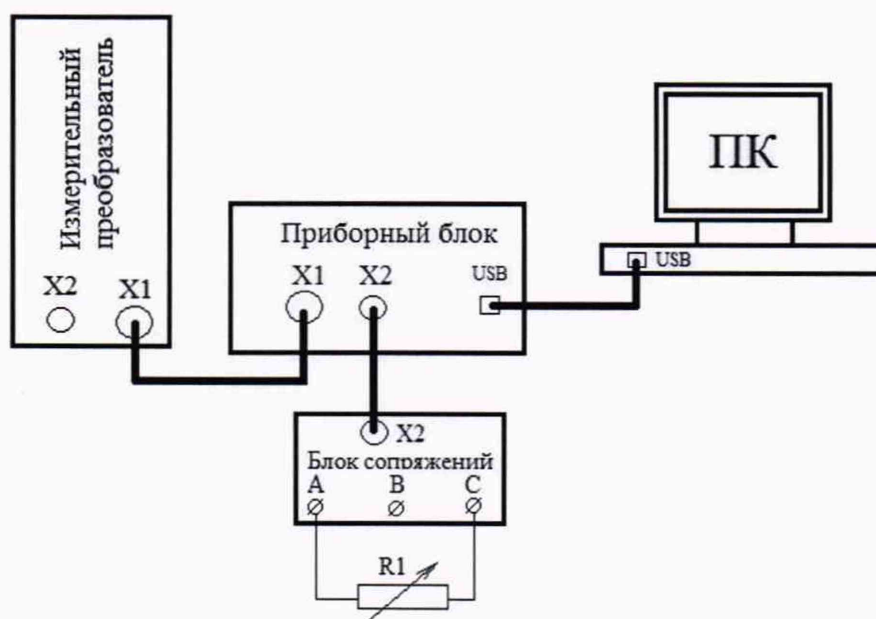 Измерительный
преобразователь
X2
X1
Приборный блок
X1
X2
USB
ПК
USB
X2
Блок сопряжений
A
B
C
R1